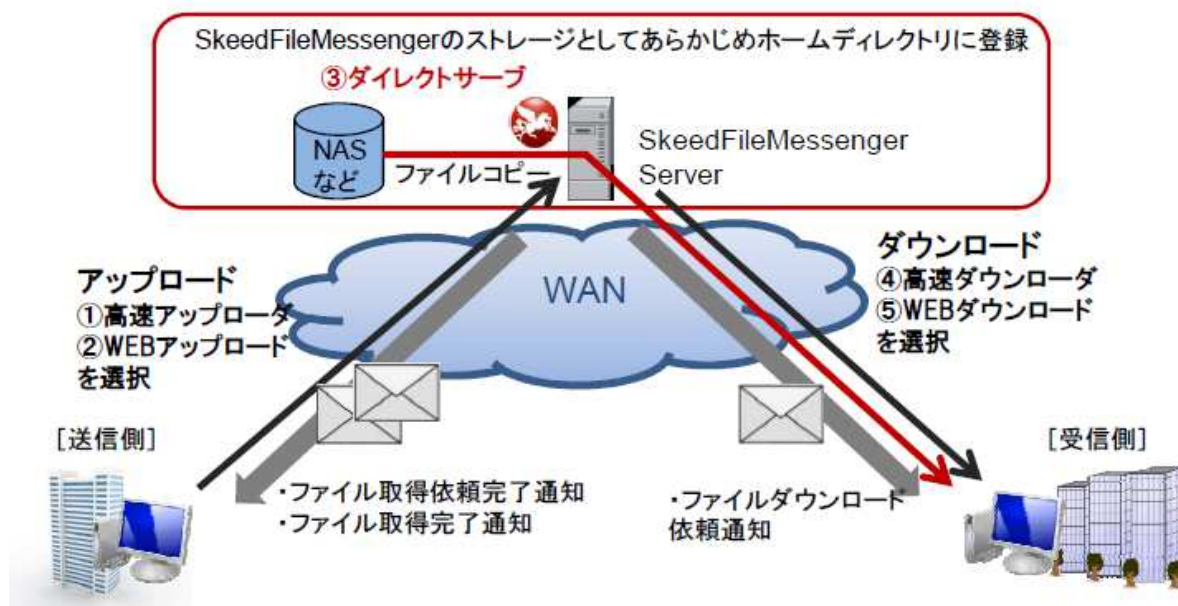 SkeedFileMessengerのストレージとしてあらかじめホームディレクトリに登録
③ダイレクトサーブ
NAS
など
ファイルコピー
SkeedFileMessenger
Server
WAN
アップロード
①高速アップローダ
②WEBアップロード
を選択
ダウンロード
④高速ダウンローダ
⑤WEBダウンロード
を選択
[送信側]
[受信側]
・ファイル取得依頼完了通知
・ファイル取得完了通知
・ファイルダウンロード
依頼通知